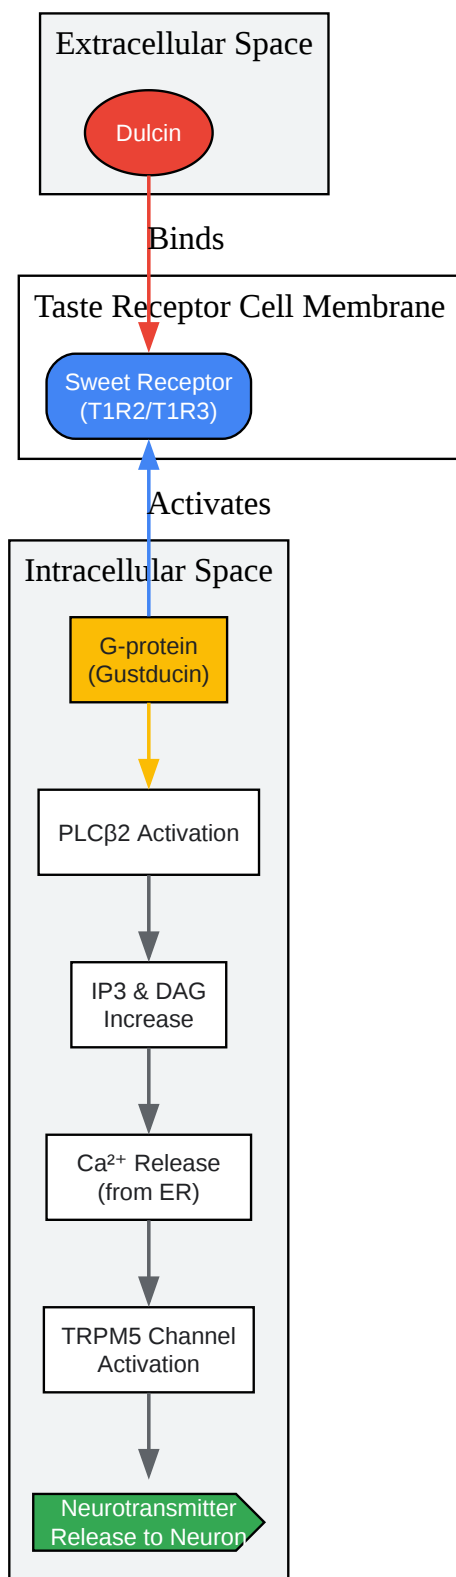 Extracellular Space
Dulcin
Binds
Taste Receptor Cell Membrane
Sweet Receptor
(T1R2/T1R3)
Activates
Intracellular Space
G-protein
(Gustducin)
PLCβ2 Activation
IP3 & DAG
Increase
Ca²⁺ Release
(from ER)
TRPM5 Channel
Activation
Neurotransmitter
Release to Neuron